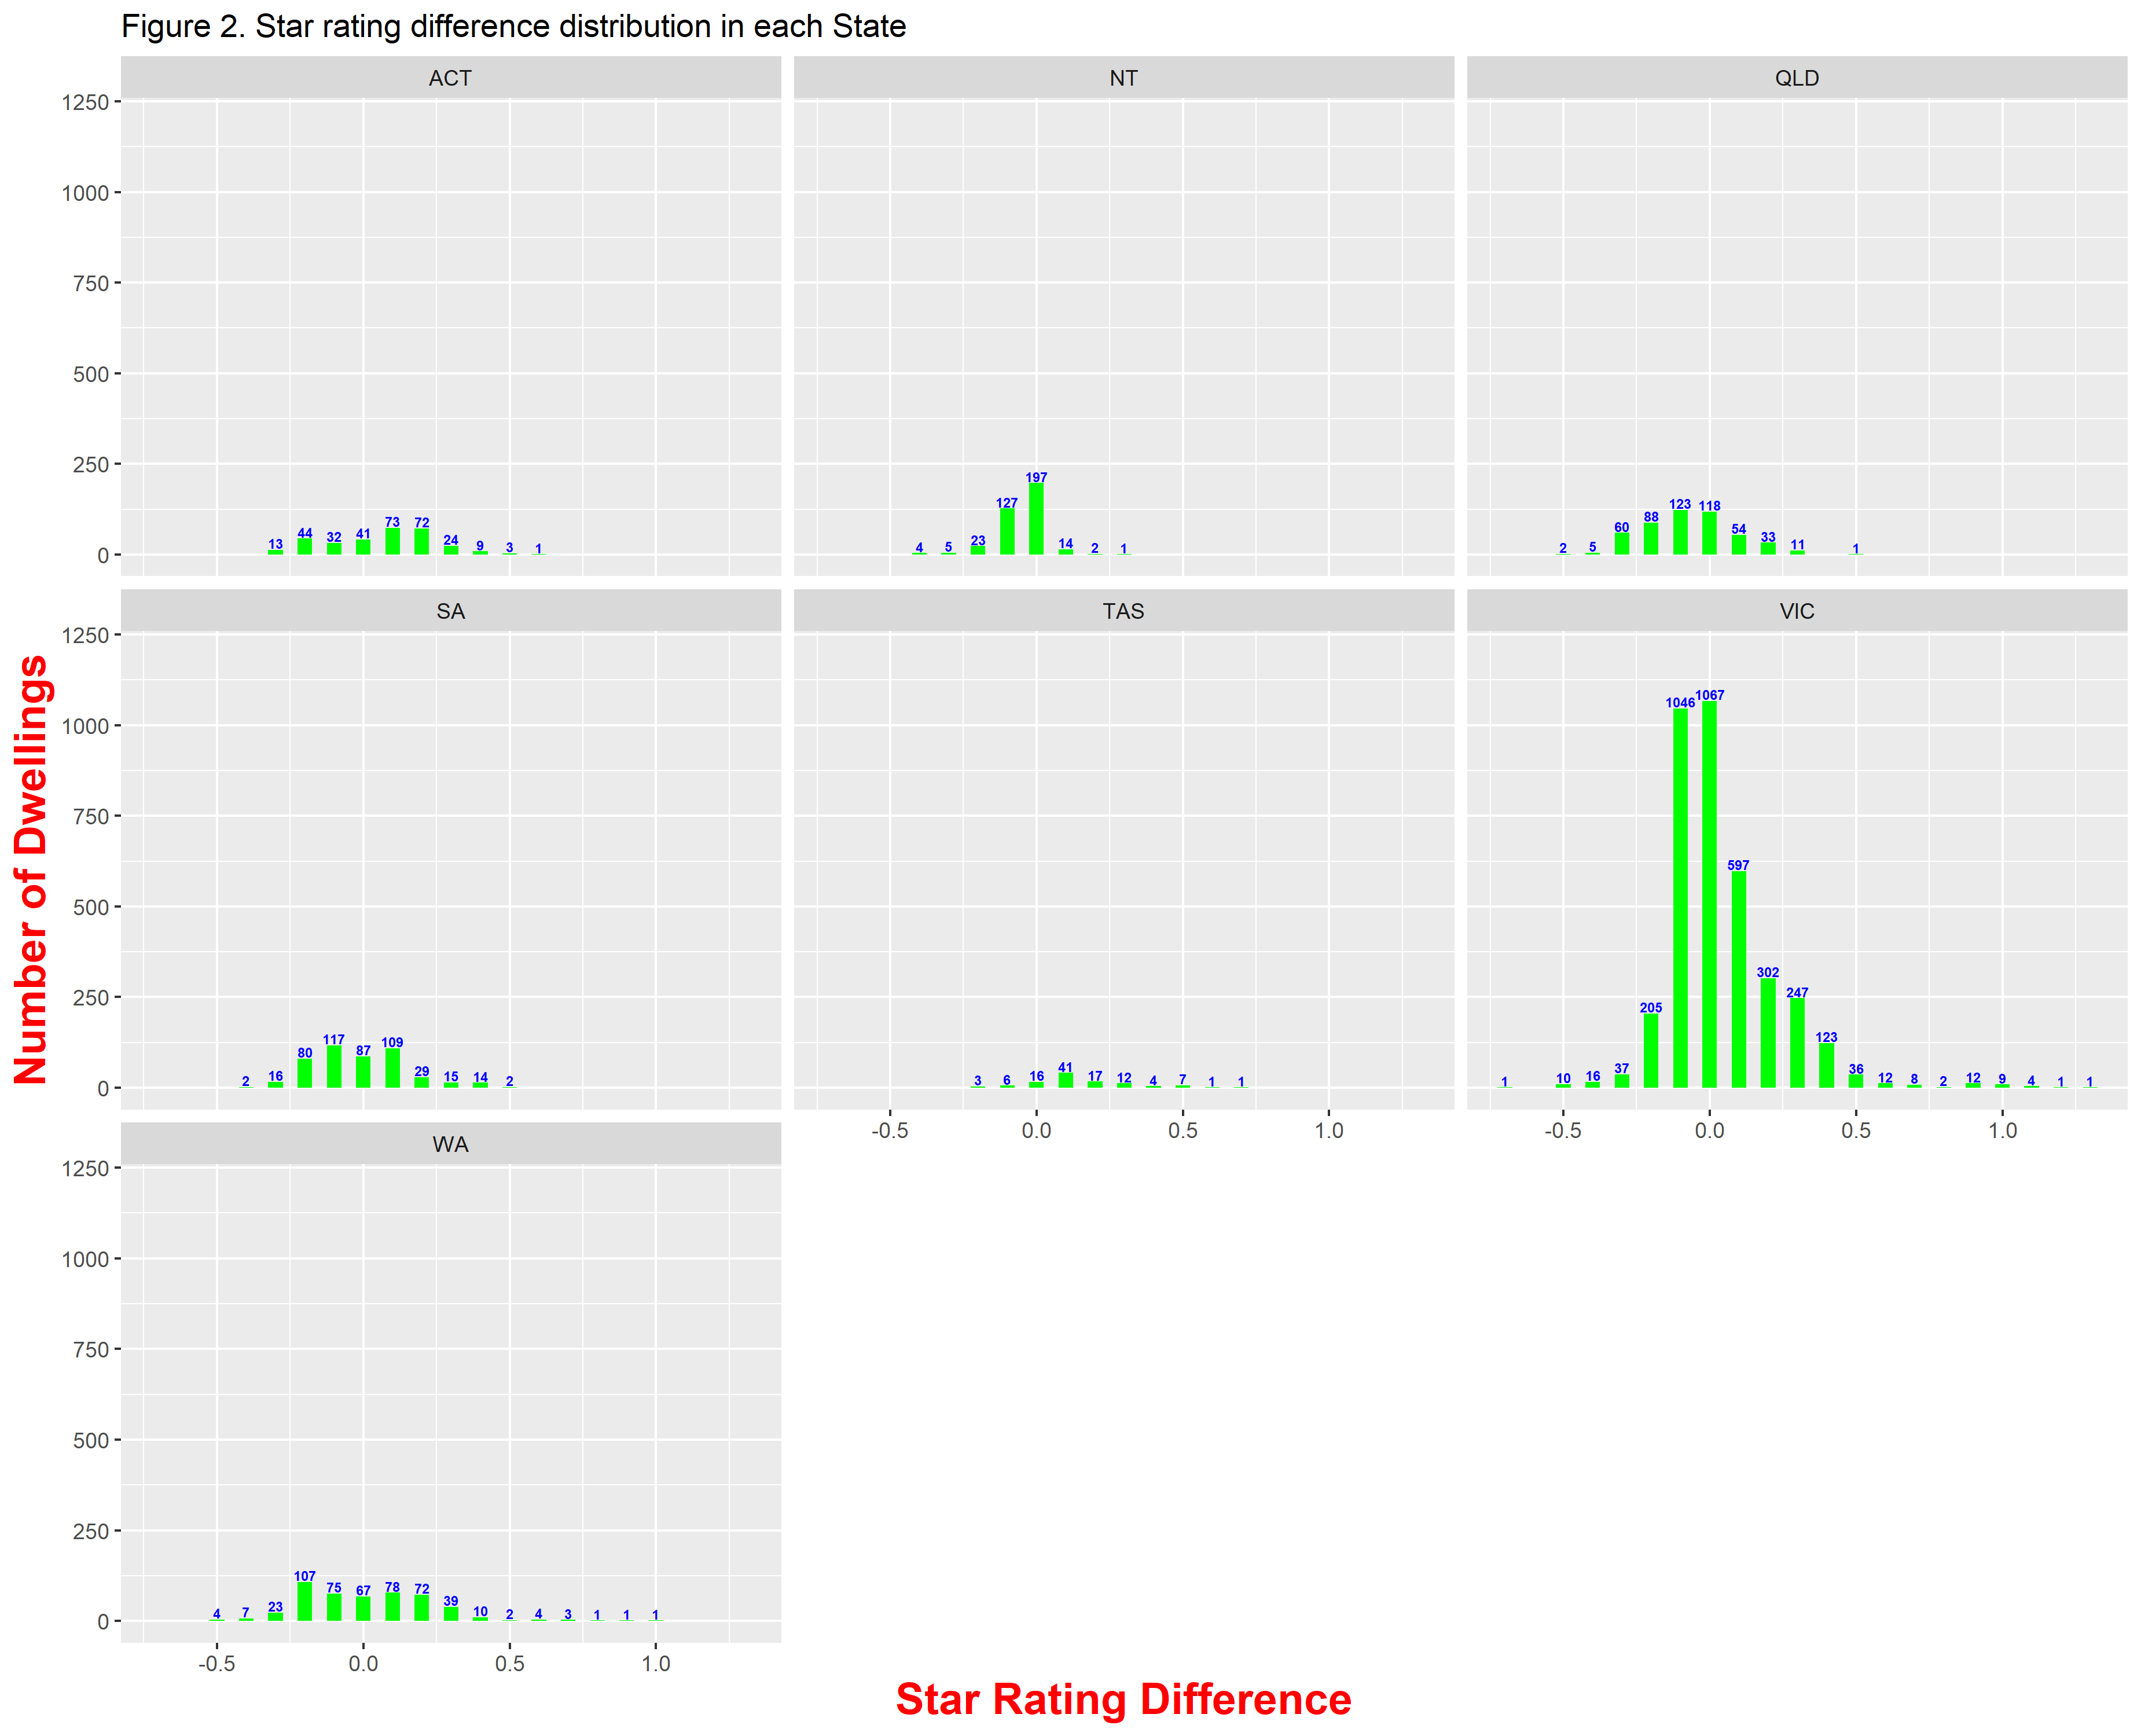 Figure 2. Star rating difference distribution in each State
ACT
NT
QLD
1250
1000
750
500
250
0
13 44 32 41 73 72 24 9 3 1
4 5 23 127 197 14 2 1
2 5 60 88 123 118 54 33 11 1
SA
TAS
VIC
Number of Dwellings
1250
1000
750
500
250
0
2 16 80 117 87 109 29 15 14 2
3 6 16 41 17 12 4 7 1 1
1 10 16 37 205 1046 1067 597 302 247 123 36 12 8 2 12 9 4 1 1
-0.5 0.0 0.5 1.0
-0.5 0.0 0.5 1.0
WA
1250
1000
750
500
250
0
4 7 23 107 75 67 78 72 39 10 2 4 3 1 1 1
-0.5 0.0 0.5 1.0
Star Rating Difference